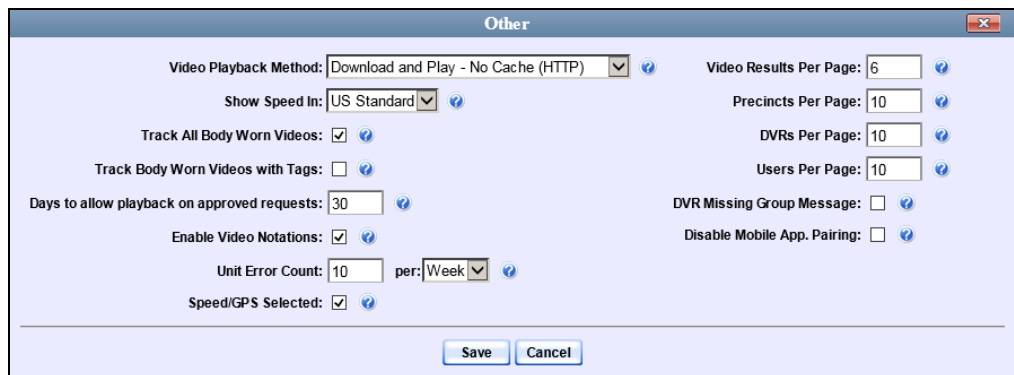 Other
Video Playback Method: Download and Play - No Cache (HTTP)
Show Speed In: US Standard
Track All Body Worn Videos:
Track Body Worn Videos with Tags:
Days to allow playback on approved requests: 30
Enable Video Notations:
Unit Error Count: 10 per: Week
Speed/GPS Selected:
Video Results Per Page: 6
Precincts Per Page: 10
DVRs Per Page: 10
Users Per Page: 10
DVR Missing Group Message:
Disable Mobile App. Pairing:
Save Cancel